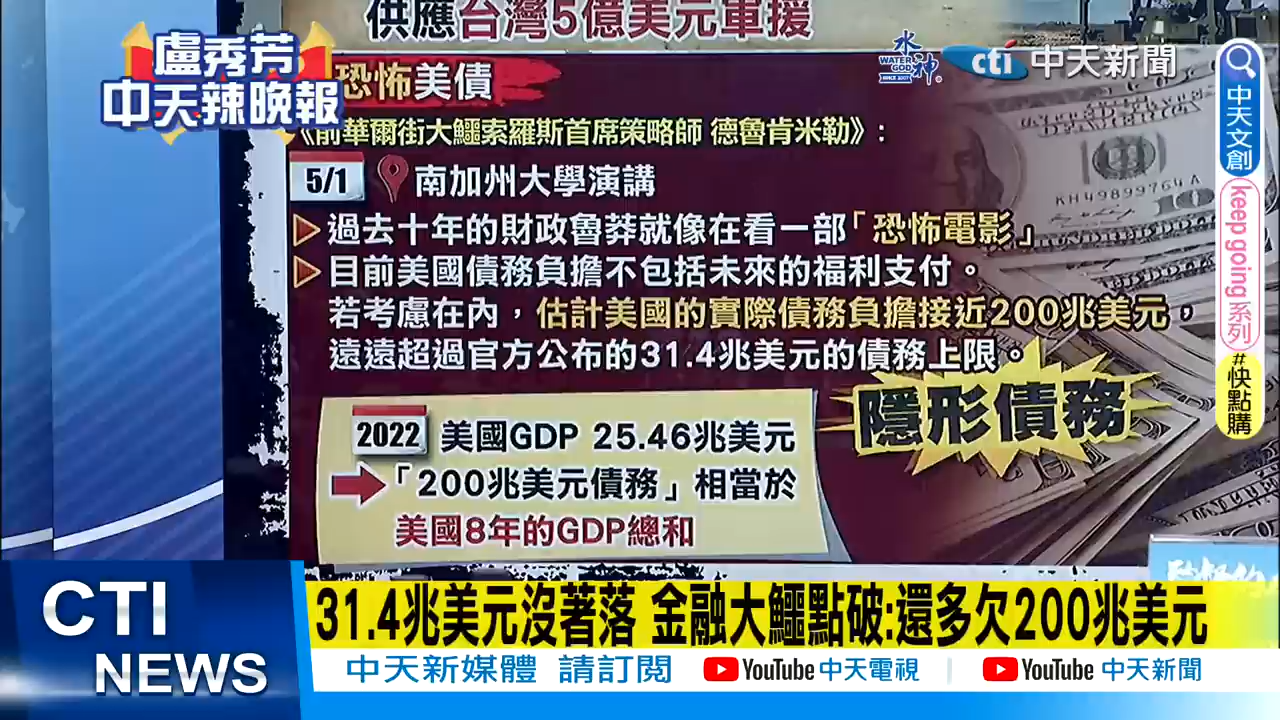 供應台灣5億美元軍援
盧秀芳
中天辣晚報
恐怖美債
水神
WATER GOD
SINCE 2007
cti 中天新聞
《前華爾街大鱷索羅斯首席策略師 德魯肯米勒》:
5/1 南加州大學演講
過去十年的財政魯莽就像在看一部「恐怖電影」
目前美國債務負擔不包括未來的福利支付。
若考慮在內，估計美國的實際債務負擔接近200兆美元，
遠遠超過官方公布的31.4兆美元的債務上限。
隱形債務
2022 美國GDP 25.46兆美元
「200兆美元債務」相當於
美國8年的GDP總和
中天文創
keep going系列
#快點購
KH49899764A
10
CTI
NEWS
31.4兆美元沒著落 金融大鱷點破:還多欠200兆美元
中天新媒體 請訂閱 YouTube 中天電視 YouTube 中天新聞